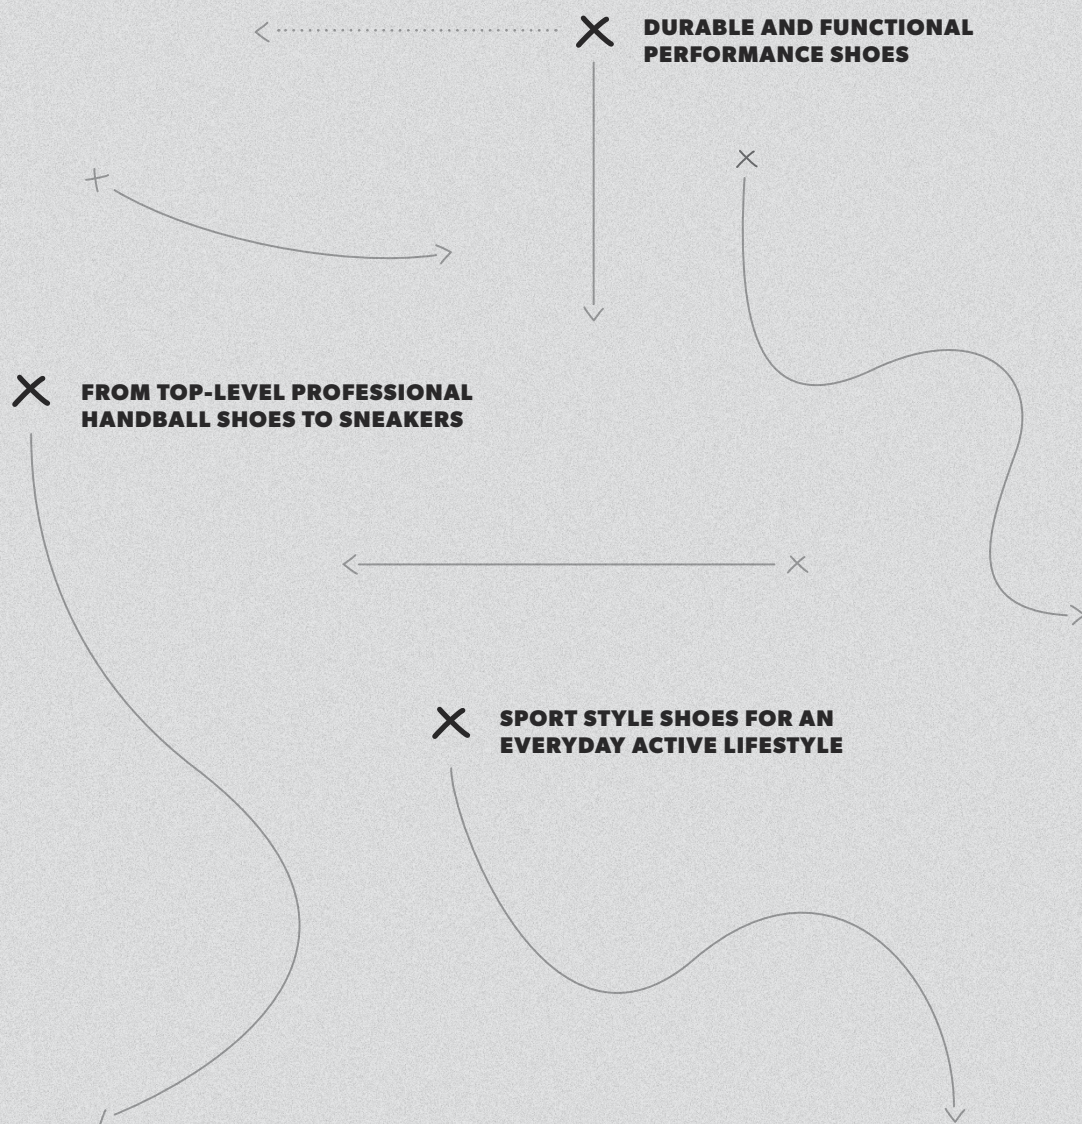 DURABLE AND FUNCTIONAL
PERFORMANCE SHOES
FROM TOP-LEVEL PROFESSIONAL
HANDBALL SHOES TO SNEAKERS
SPORT STYLE SHOES FOR AN
EVERYDAY ACTIVE LIFESTYLE